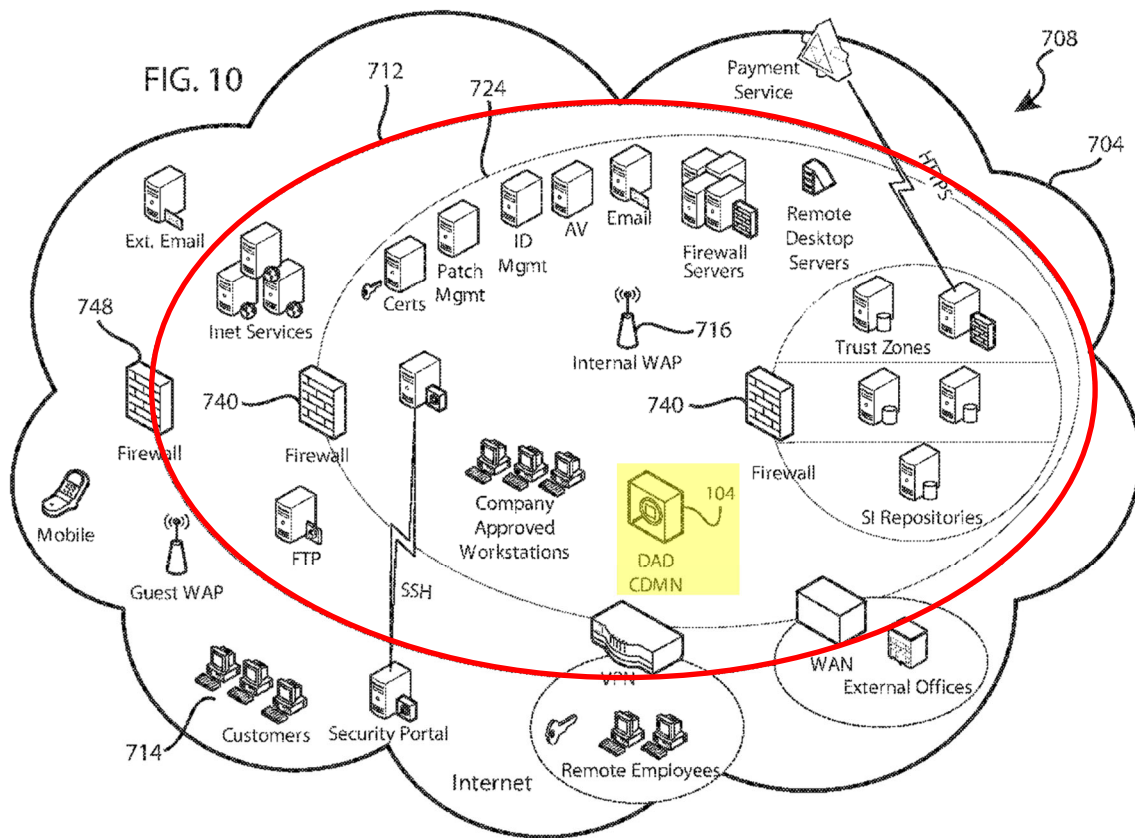 FIG. 10
712
724
Payment
Service
708
704
HTTPS
Ext. Email
Inet Services
Certs
Patch
Mgmt
ID
Mgmt
AV
Email
Firewall
Servers
Remote
Desktop
Servers
748
Firewall
740
Firewall
716
Internal WAP
Trust Zones
740
Firewall
SI Repositories
Mobile
Guest WAP
FTP
SSH
Company
Approved
Workstations
104
DAD
CDMN
VPN
WAN
External Offices
714
Customers
Security Portal
Internet
Remote Employees